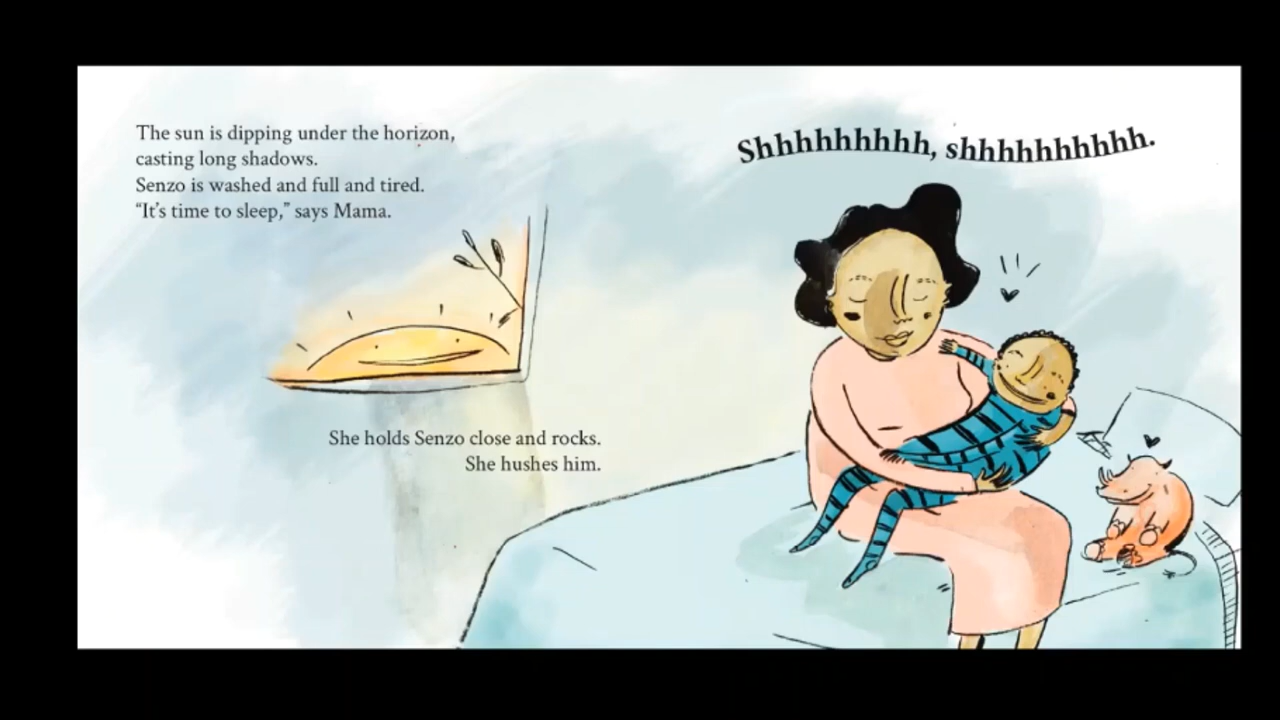 The sun is dipping under the horizon,
casting long shadows.
Senzo is washed and full and tired.
“It’s time to sleep,” says Mama.
She holds Senzo close and rocks.
She hushes him.
Shhhhhhhhh, shhhhhhhhhh.